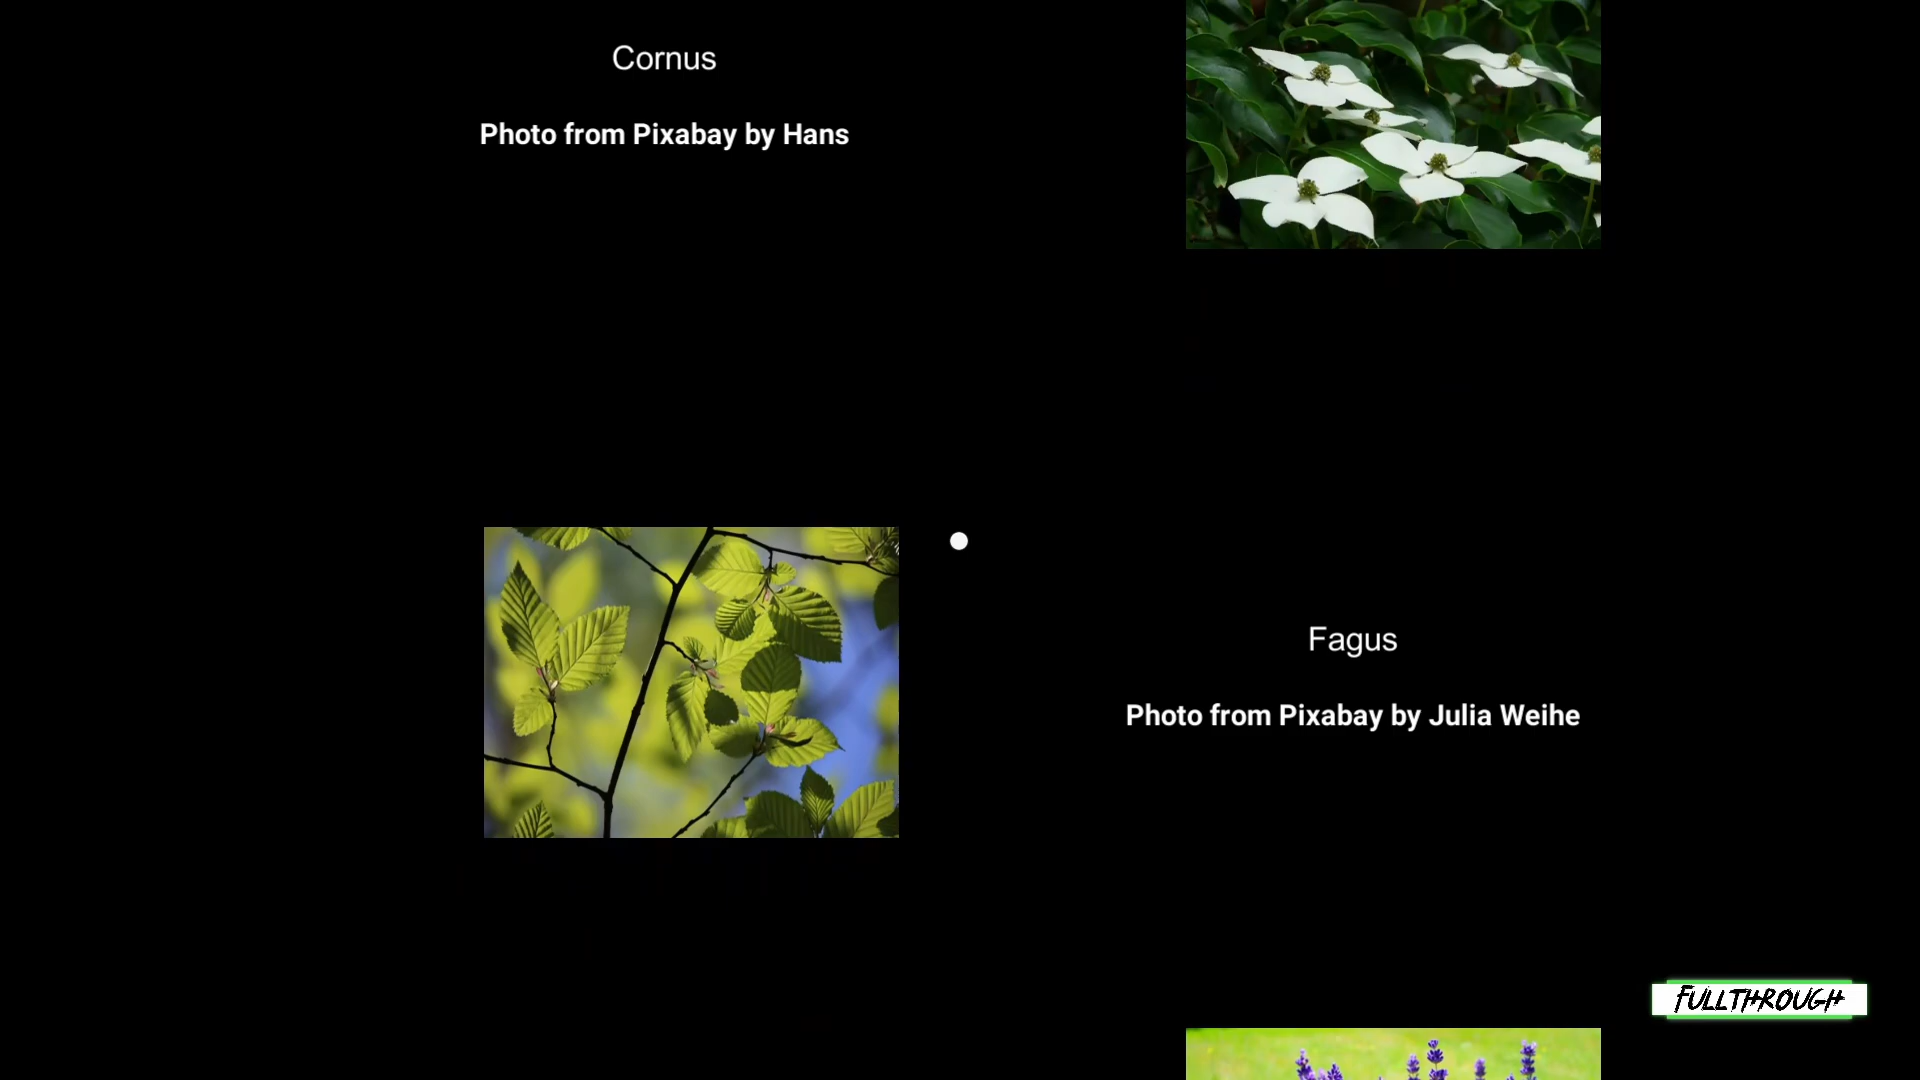 Cornus
Photo from Pixabay by Hans
Fagus
Photo from Pixabay by Julia Weihe
FULLTHROUGH